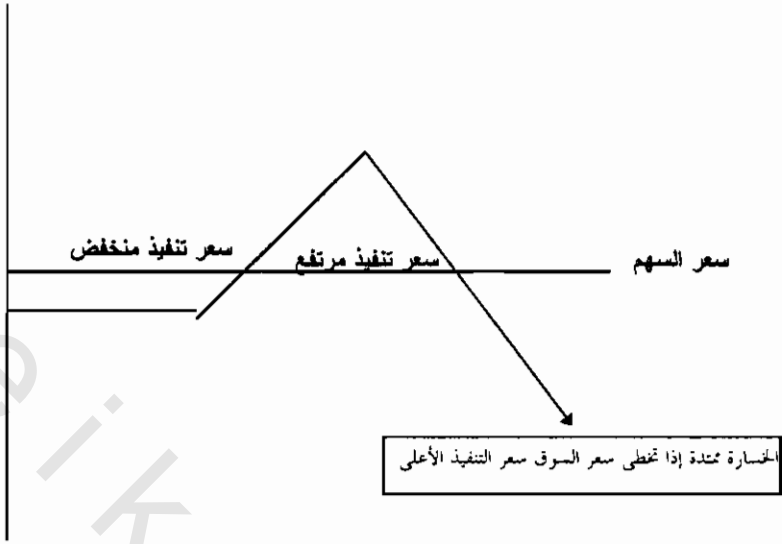 سعر تنفيذ منخفض
سعر تنفيذ مرتفع
سعر السهم
الخسارة ممتدة إذا تخطى سعر السوق سعر التنفيذ الأعلى
e i k